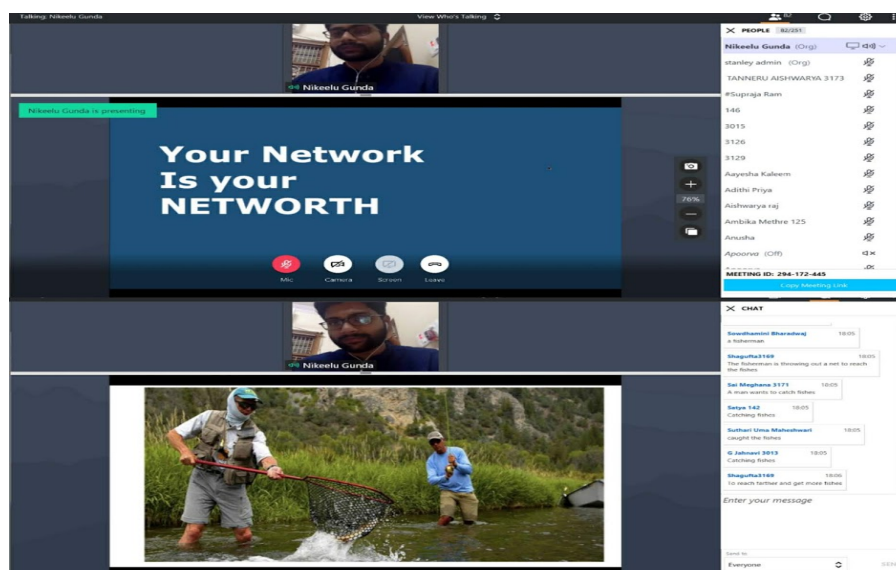 Talking: Nikeelu Gunda
View Who's Talking
82
Nikeelu Gunda
Nikeelu Gunda is presenting
Your Network
Is your
NETWORTH
76%
Mic
Camera
Screen
Leave
PEOPLE 82/251
Nikeelu Gunda (Org)
stanley admin (Org)
TANNERU AISHWARYA 3173
#Supraja Ram
146
3015
3126
3129
Aayesha Kaleem
Adithi Priya
Aishwarya raj
Ambika Methre 125
Anusha
Apoorva (Off)
MEETING ID: 294-172-445
Copy Meeting Link
Nikeelu Gunda
CHAT
Sowdhamini Bharadwaj 18:05
a fisherman
Shagufta3169 18:05
The fisherman is throwing out a net to reach
the fishes
Sai Meghana 3171 18:05
A man wants to catch fishes
Satya 142 18:05
Catching fishes
Suthari Uma Maheshwari 18:05
caught the fishes
G Jahnavi 3013 18:05
Catching fishes
Shagufta3169 18:06
To reach farther and get more fishes
Enter your message
Send to
Everyone